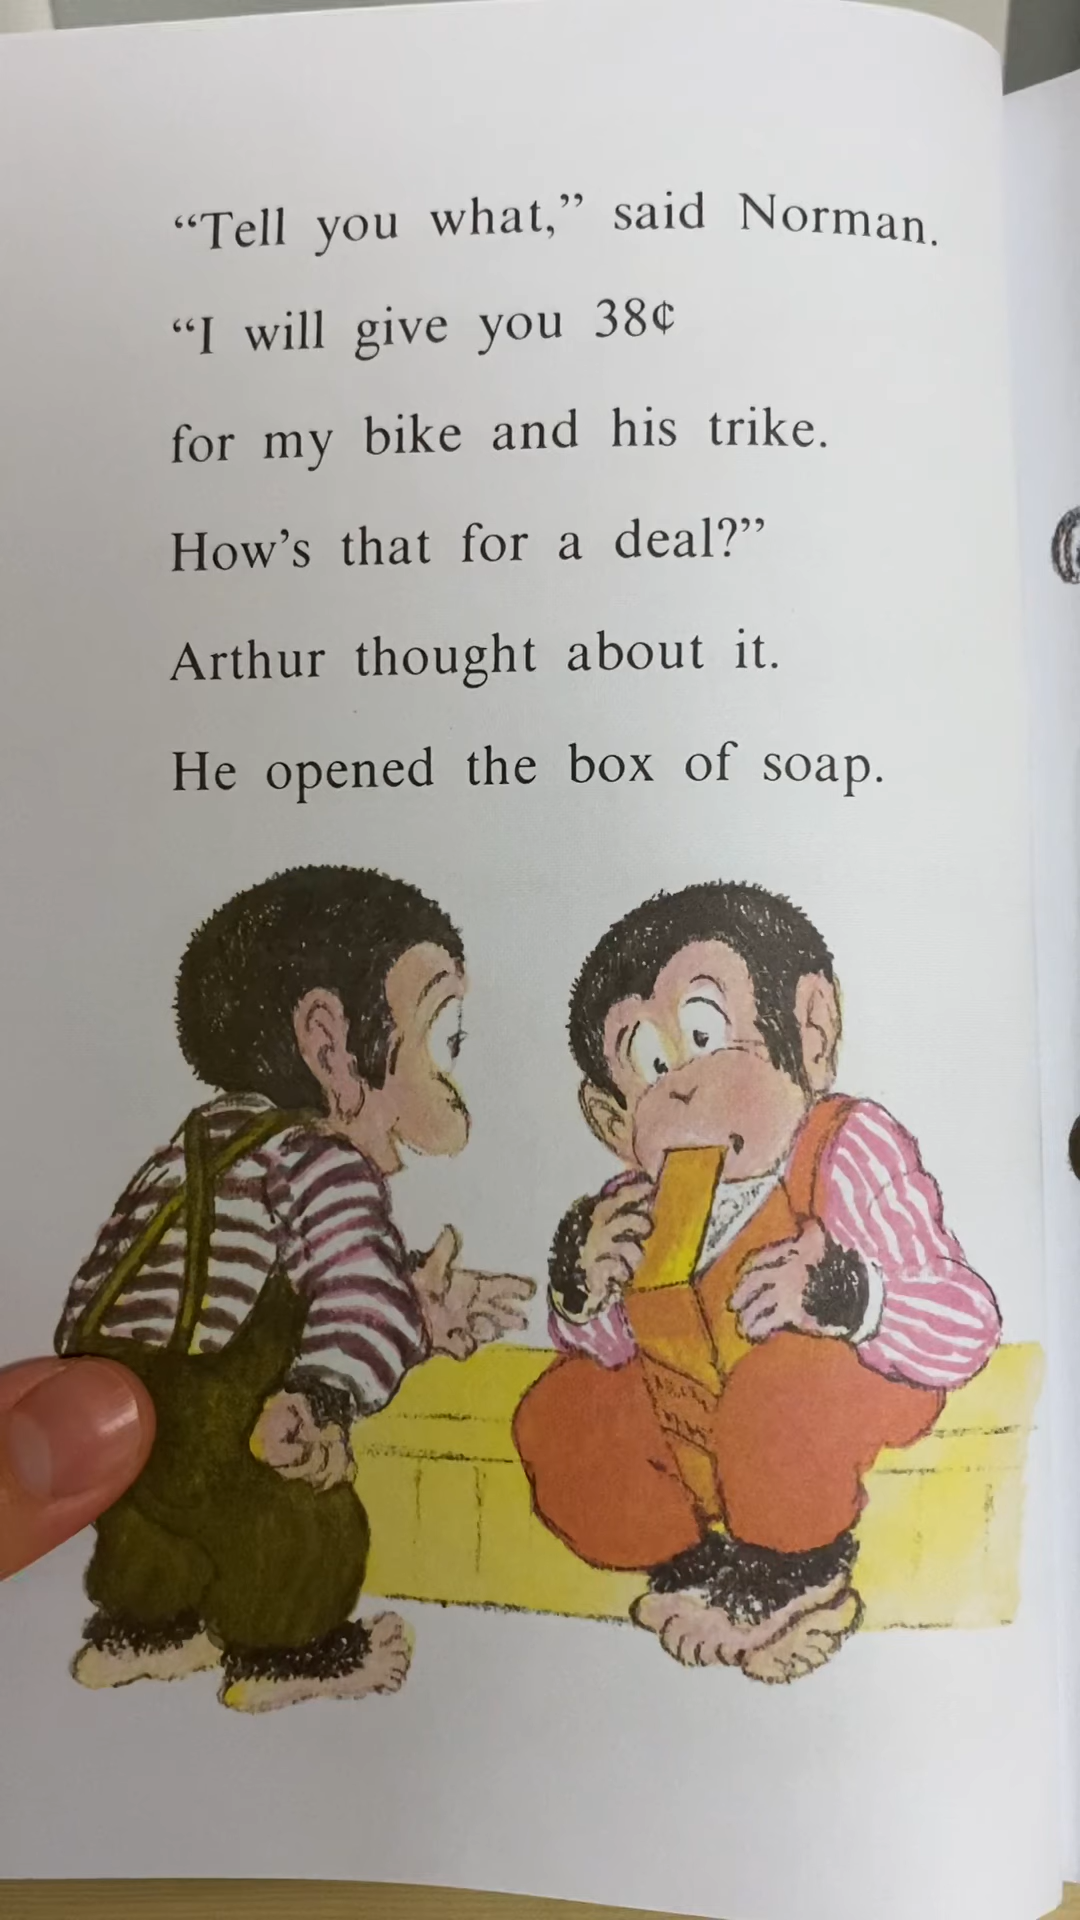 “Tell you what,” said Norman.
“I will give you 38¢
for my bike and his trike.
How’s that for a deal?”
Arthur thought about it.
He opened the box of soap.